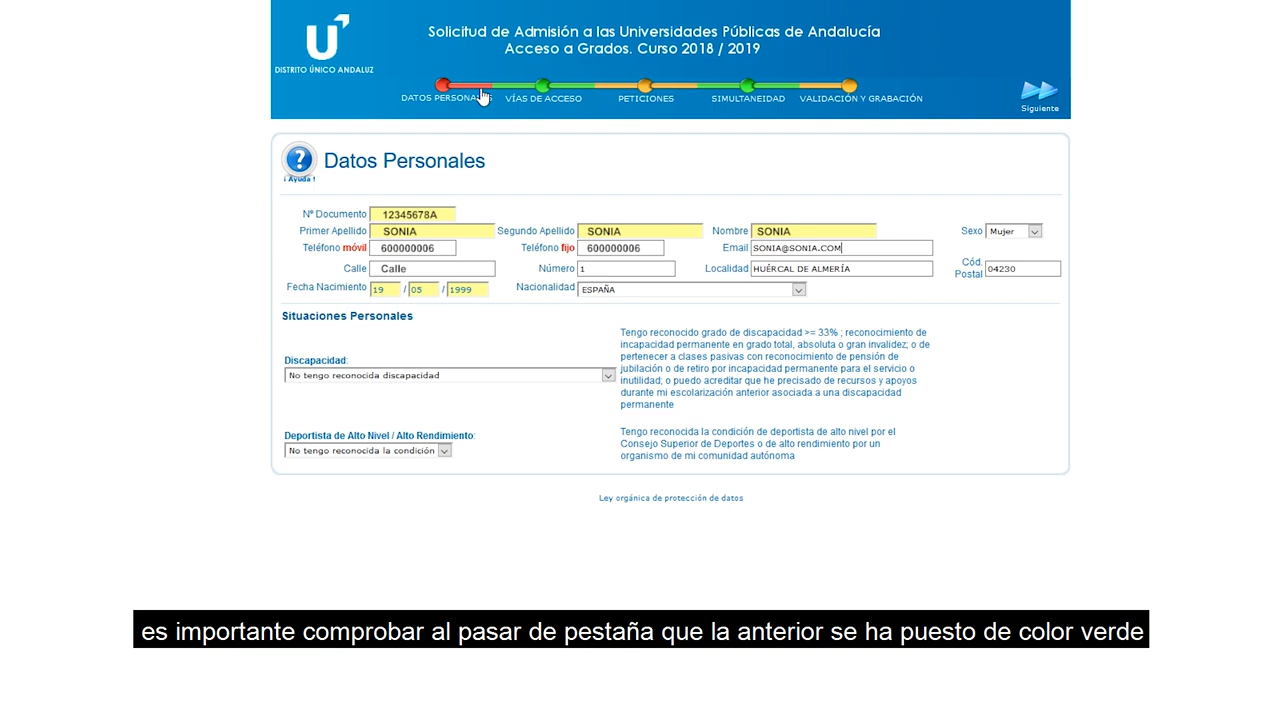 Solicitud de Admisión a las Universidades Públicas de Andalucía
Acceso a Grados. Curso 2018 / 2019
U
DISTRITO ÚNICO ANDALUZ
DATOS PERSONALES VÍAS DE ACCESO PETICIONES SIMULTANEIDAD VALIDACIÓN Y GRABACIÓN
Siguiente
?
¡ Ayuda !
Datos Personales
Nº Documento 12345678A
Primer Apellido SONIA Segundo Apellido SONIA Nombre SONIA Sexo Mujer
Teléfono móvil 600000006 Teléfono fijo 600000006 Email SONIA@SONIA.COM
Calle Calle Número 1 Localidad HUÉRCAL DE ALMERÍA Cód. Postal 04230
Fecha Nacimiento 19 / 05 / 1999 Nacionalidad ESPAÑA
Situaciones Personales
Discapacidad:
No tengo reconocida discapacidad
Tengo reconocido grado de discapacidad >= 33% ; reconocimiento de
incapacidad permanente en grado total, absoluta o gran invalidez; o de
pertenecer a clases pasivas con reconocimiento de pensión de
jubilación o de retiro por incapacidad permanente para el servicio o
inutilidad; o puedo acreditar que he precisado de recursos y apoyos
durante mi escolarización anterior asociada a una discapacidad
permanente
Deportista de Alto Nivel / Alto Rendimiento:
No tengo reconocida la condición
Tengo reconocida la condición de deportista de alto nivel por el
Consejo Superior de Deportes o de alto rendimiento por un
organismo de mi comunidad autónoma
Ley orgánica de protección de datos
es importante comprobar al pasar de pestaña que la anterior se ha puesto de color verde